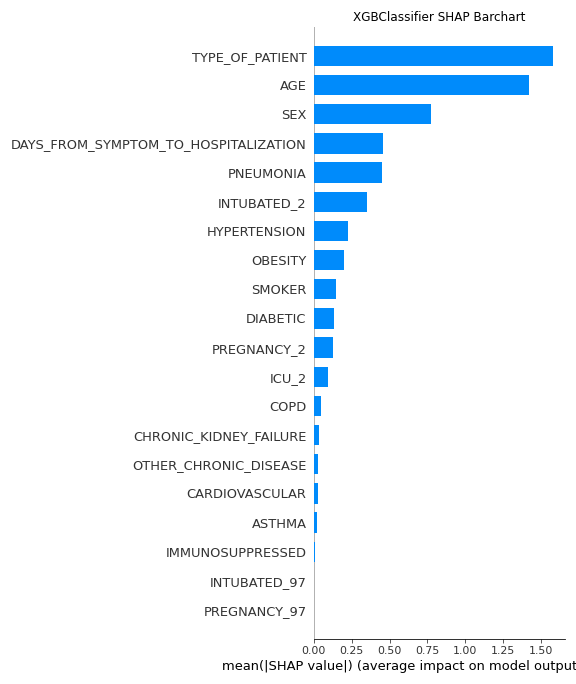 XGBClassifier SHAP Barchart
TYPE_OF_PATIENT
AGE
SEX
DAYS_FROM_SYMPTOM_TO_HOSPITALIZATION
PNEUMONIA
INTUBATED_2
HYPERTENSION
OBESITY
SMOKER
DIABETIC
PREGNANCY_2
ICU_2
COPD
CHRONIC_KIDNEY_FAILURE
OTHER_CHRONIC_DISEASE
CARDIOVASCULAR
ASTHMA
IMMUNOSUPPRESSED
INTUBATED_97
PREGNANCY_97
0.00 0.25 0.50 0.75 1.00 1.25 1.50
mean(|SHAP value|) (average impact on model output